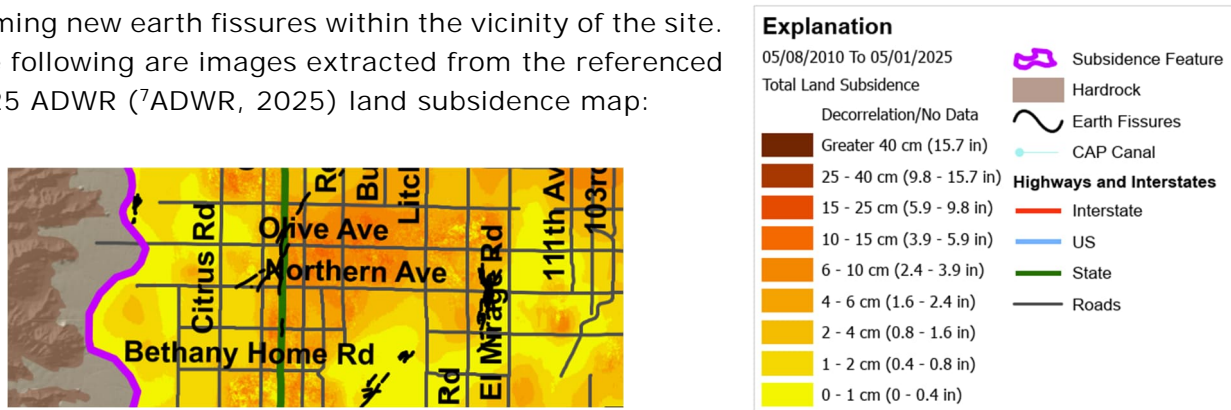 ming new earth fissures within the vicinity of the site.
following are images extracted from the referenced
25 ADWR (⁷ADWR, 2025) land subsidence map:
Citrus Rd
Olive Ave
Northern Ave
Bethany Home Rd
Bu
Litc
El Mirage Rd
Rd
111th Av
103r
Explanation
05/08/2010 To 05/01/2025
Total Land Subsidence
Decorrelation/No Data
Greater 40 cm (15.7 in)
25 - 40 cm (9.8 - 15.7 in)
15 - 25 cm (5.9 - 9.8 in)
10 - 15 cm (3.9 - 5.9 in)
6 - 10 cm (2.4 - 3.9 in)
4 - 6 cm (1.6 - 2.4 in)
2 - 4 cm (0.8 - 1.6 in)
1 - 2 cm (0.4 - 0.8 in)
0 - 1 cm (0 - 0.4 in)
Subsidence Feature
Hardrock
Earth Fissures
CAP Canal
Highways and Interstates
Interstate
US
State
Roads